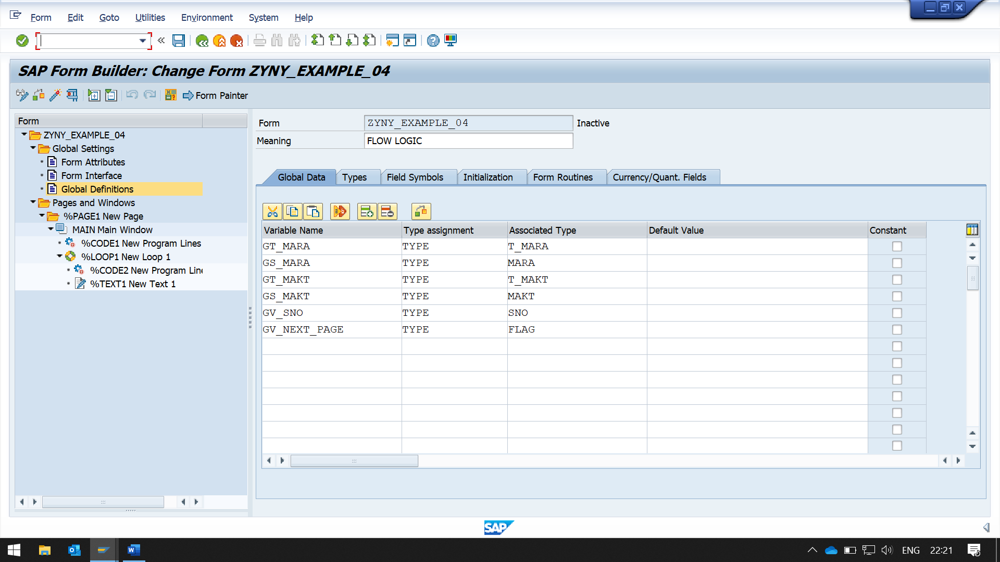 Form Edit Goto Utilities Environment System Help
SAP Form Builder: Change Form ZYNY_EXAMPLE_04
Form Painter
Form
ZYNY_EXAMPLE_04
Global Settings
Form Attributes
Form Interface
Global Definitions
Pages and Windows
%PAGE1 New Page
MAIN Main Window
%CODE1 New Program Lines
%LOOP1 New Loop 1
%CODE2 New Program Line
%TEXT1 New Text 1
Form ZYNY_EXAMPLE_04 Inactive
Meaning FLOW LOGIC
Global Data Types Field Symbols Initialization Form Routines Currency/Quant. Fields
Variable Name Type assignment Associated Type Default Value Constant
GT_MARA TYPE T_MARA
GS_MARA TYPE MARA
GT_MAKT TYPE T_MAKT
GS_MAKT TYPE MAKT
GV_SNO TYPE SNO
GV_NEXT_PAGE TYPE FLAG
SAP
ENG 22:21